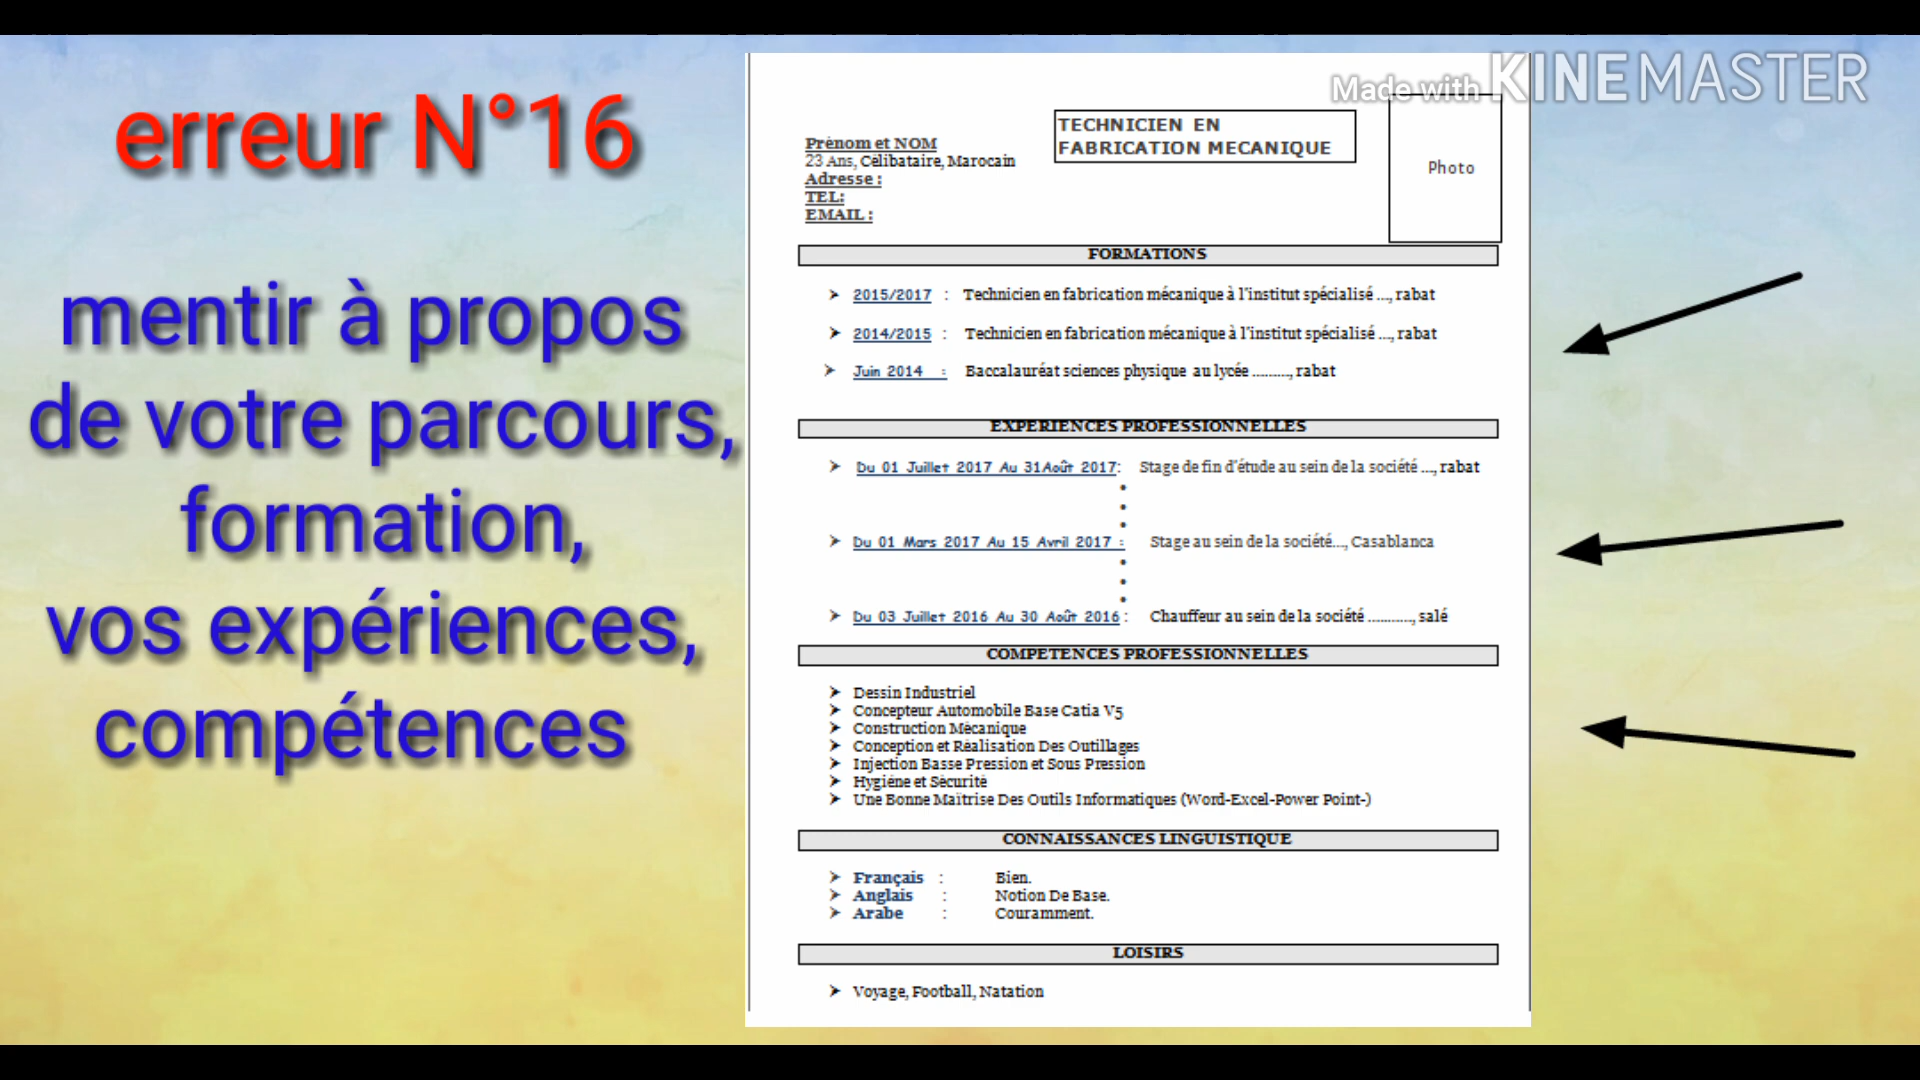 erreur N°16
mentir à propos
de votre parcours,
formation,
vos expériences,
compétences
Made with KINEMASTER
TECHNICIEN EN
FABRICATION MECANIQUE
Photo
Prénom et NOM
23 Ans, Célibataire, Marocain
Adresse :
TEL:
EMAIL :
FORMATIONS
➤ 2015/2017 : Technicien en fabrication mécanique à l'institut spécialisé ..., rabat
➤ 2014/2015 : Technicien en fabrication mécanique à l'institut spécialisé ..., rabat
➤ Juin 2014 : Baccalauréat sciences physique au lycée ........., rabat
EXPERIENCES PROFESSIONNELLES
➤ Du 01 Juillet 2017 Au 31Août 2017: Stage de fin d'étude au sein de la société ..., rabat
•
•
•
➤ Du 01 Mars 2017 Au 15 Avril 2017 : Stage au sein de la société..., Casablanca
•
•
•
➤ Du 03 Juillet 2016 Au 30 Août 2016 : Chauffeur au sein de la société ..........., salé
COMPETENCES PROFESSIONNELLES
➤ Dessin Industriel
➤ Concepteur Automobile Base Catia V5
➤ Construction Mécanique
➤ Conception et Réalisation Des Outillages
➤ Injection Basse Pression et Sous Pression
➤ Hygiéne et Sécurité
➤ Une Bonne Maïtrise Des Outils Informatiques (Word-Excel-Power Point-)
CONNAISSANCES LINGUISTIQUE
➤ Français : Bien.
➤ Anglais : Notion De Base.
➤ Arabe : Couramment.
LOISIRS
➤ Voyage, Football, Natation